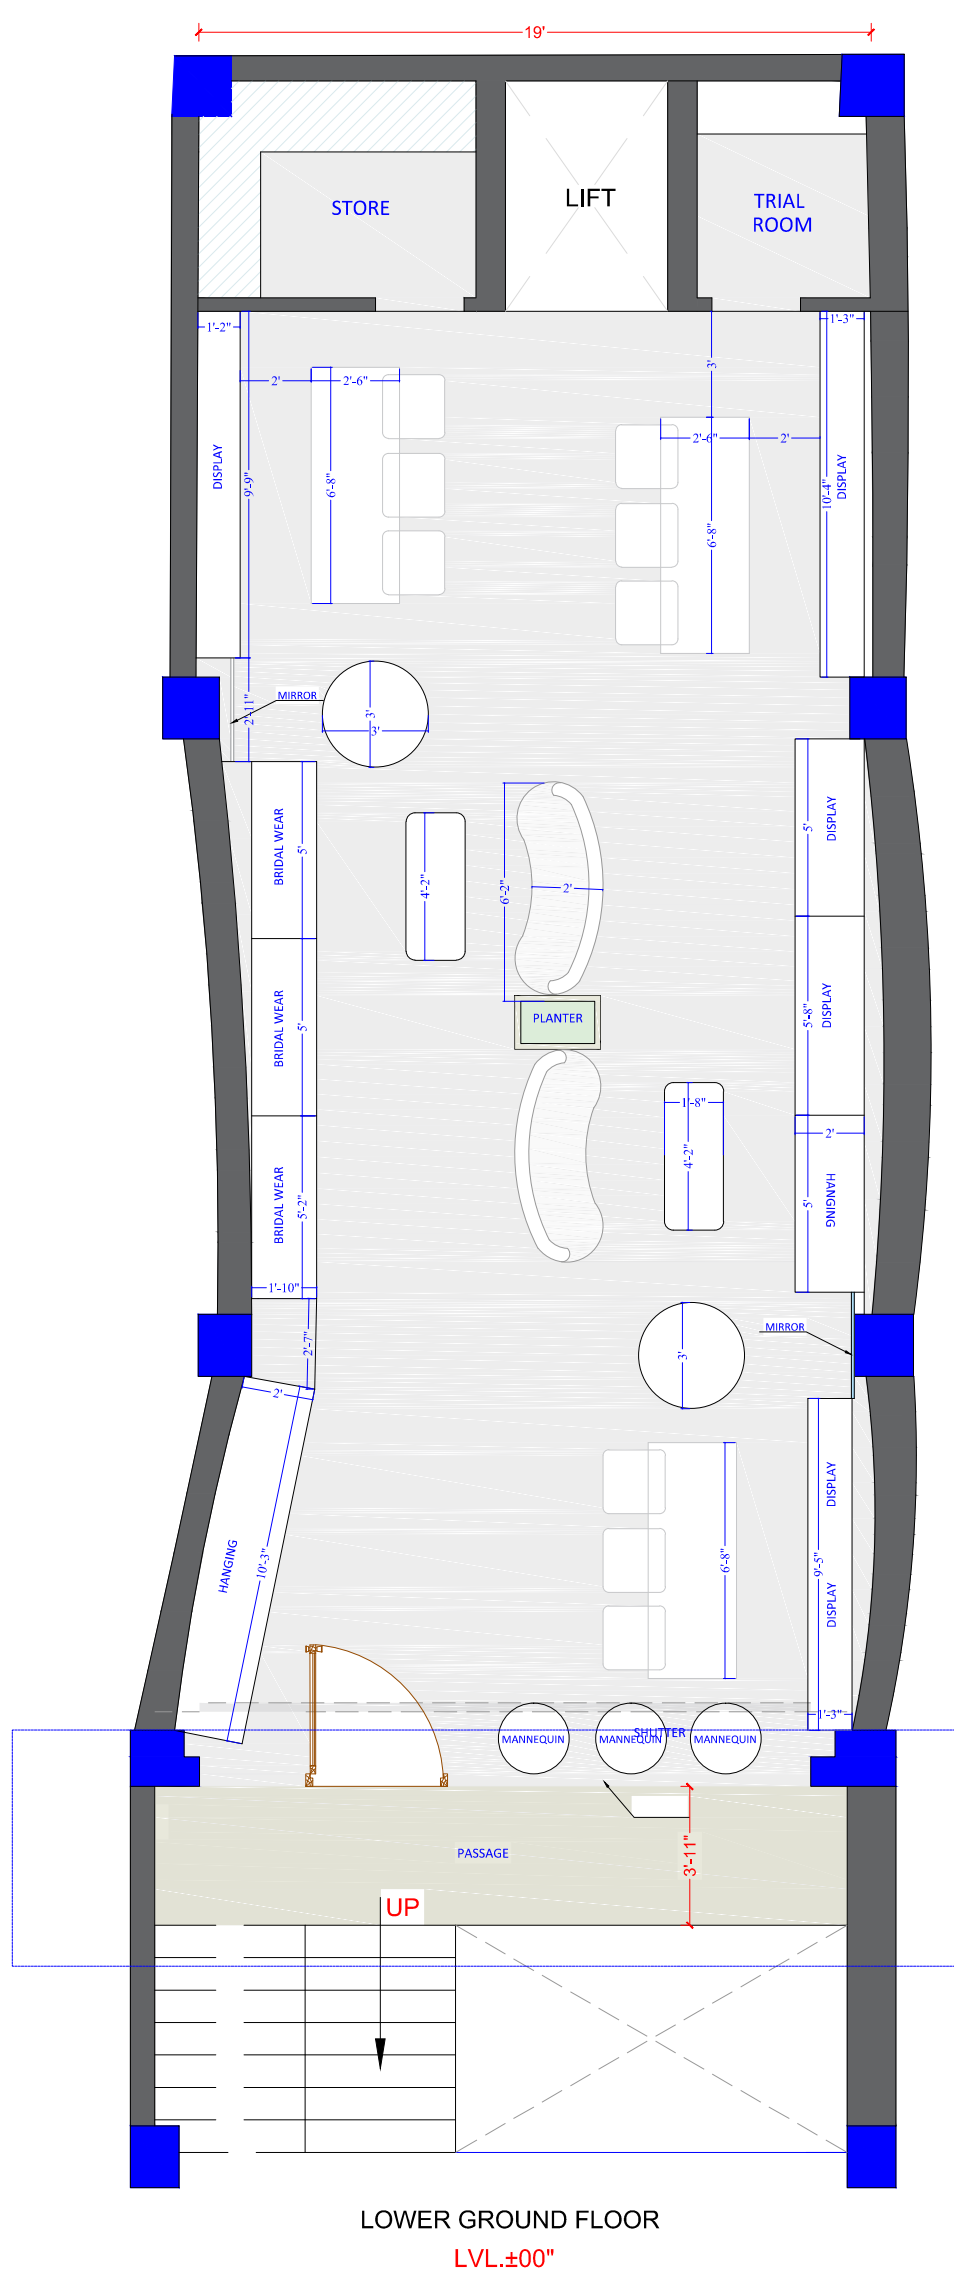 19'
STORE
LIFT
TRIAL
ROOM
1'-2"
1'-3"
2'
2'-6"
3'
2'-6"
2'
DISPLAY
9'-9"
6'-8"
6'-8"
10'-4"
DISPLAY
MIRROR
2'-11"
3'
3'
BRIDAL WEAR
5'
4'-2"
6'-2"
2'
5'
DISPLAY
BRIDAL WEAR
5'
PLANTER
5'-8"
DISPLAY
1'-8"
4'-2"
2'
BRIDAL WEAR
5'-2"
5'
HANGING
1'-10"
2'-7"
MIRROR
3'
2'
HANGING
10'-3"
6'-8"
9'-5"
DISPLAY
DISPLAY
1'-3"
SHUTTER
MANNEQUIN
MANNEQUIN
MANNEQUIN
PASSAGE
3'-11"
UP
LOWER GROUND FLOOR
LVL.±00"